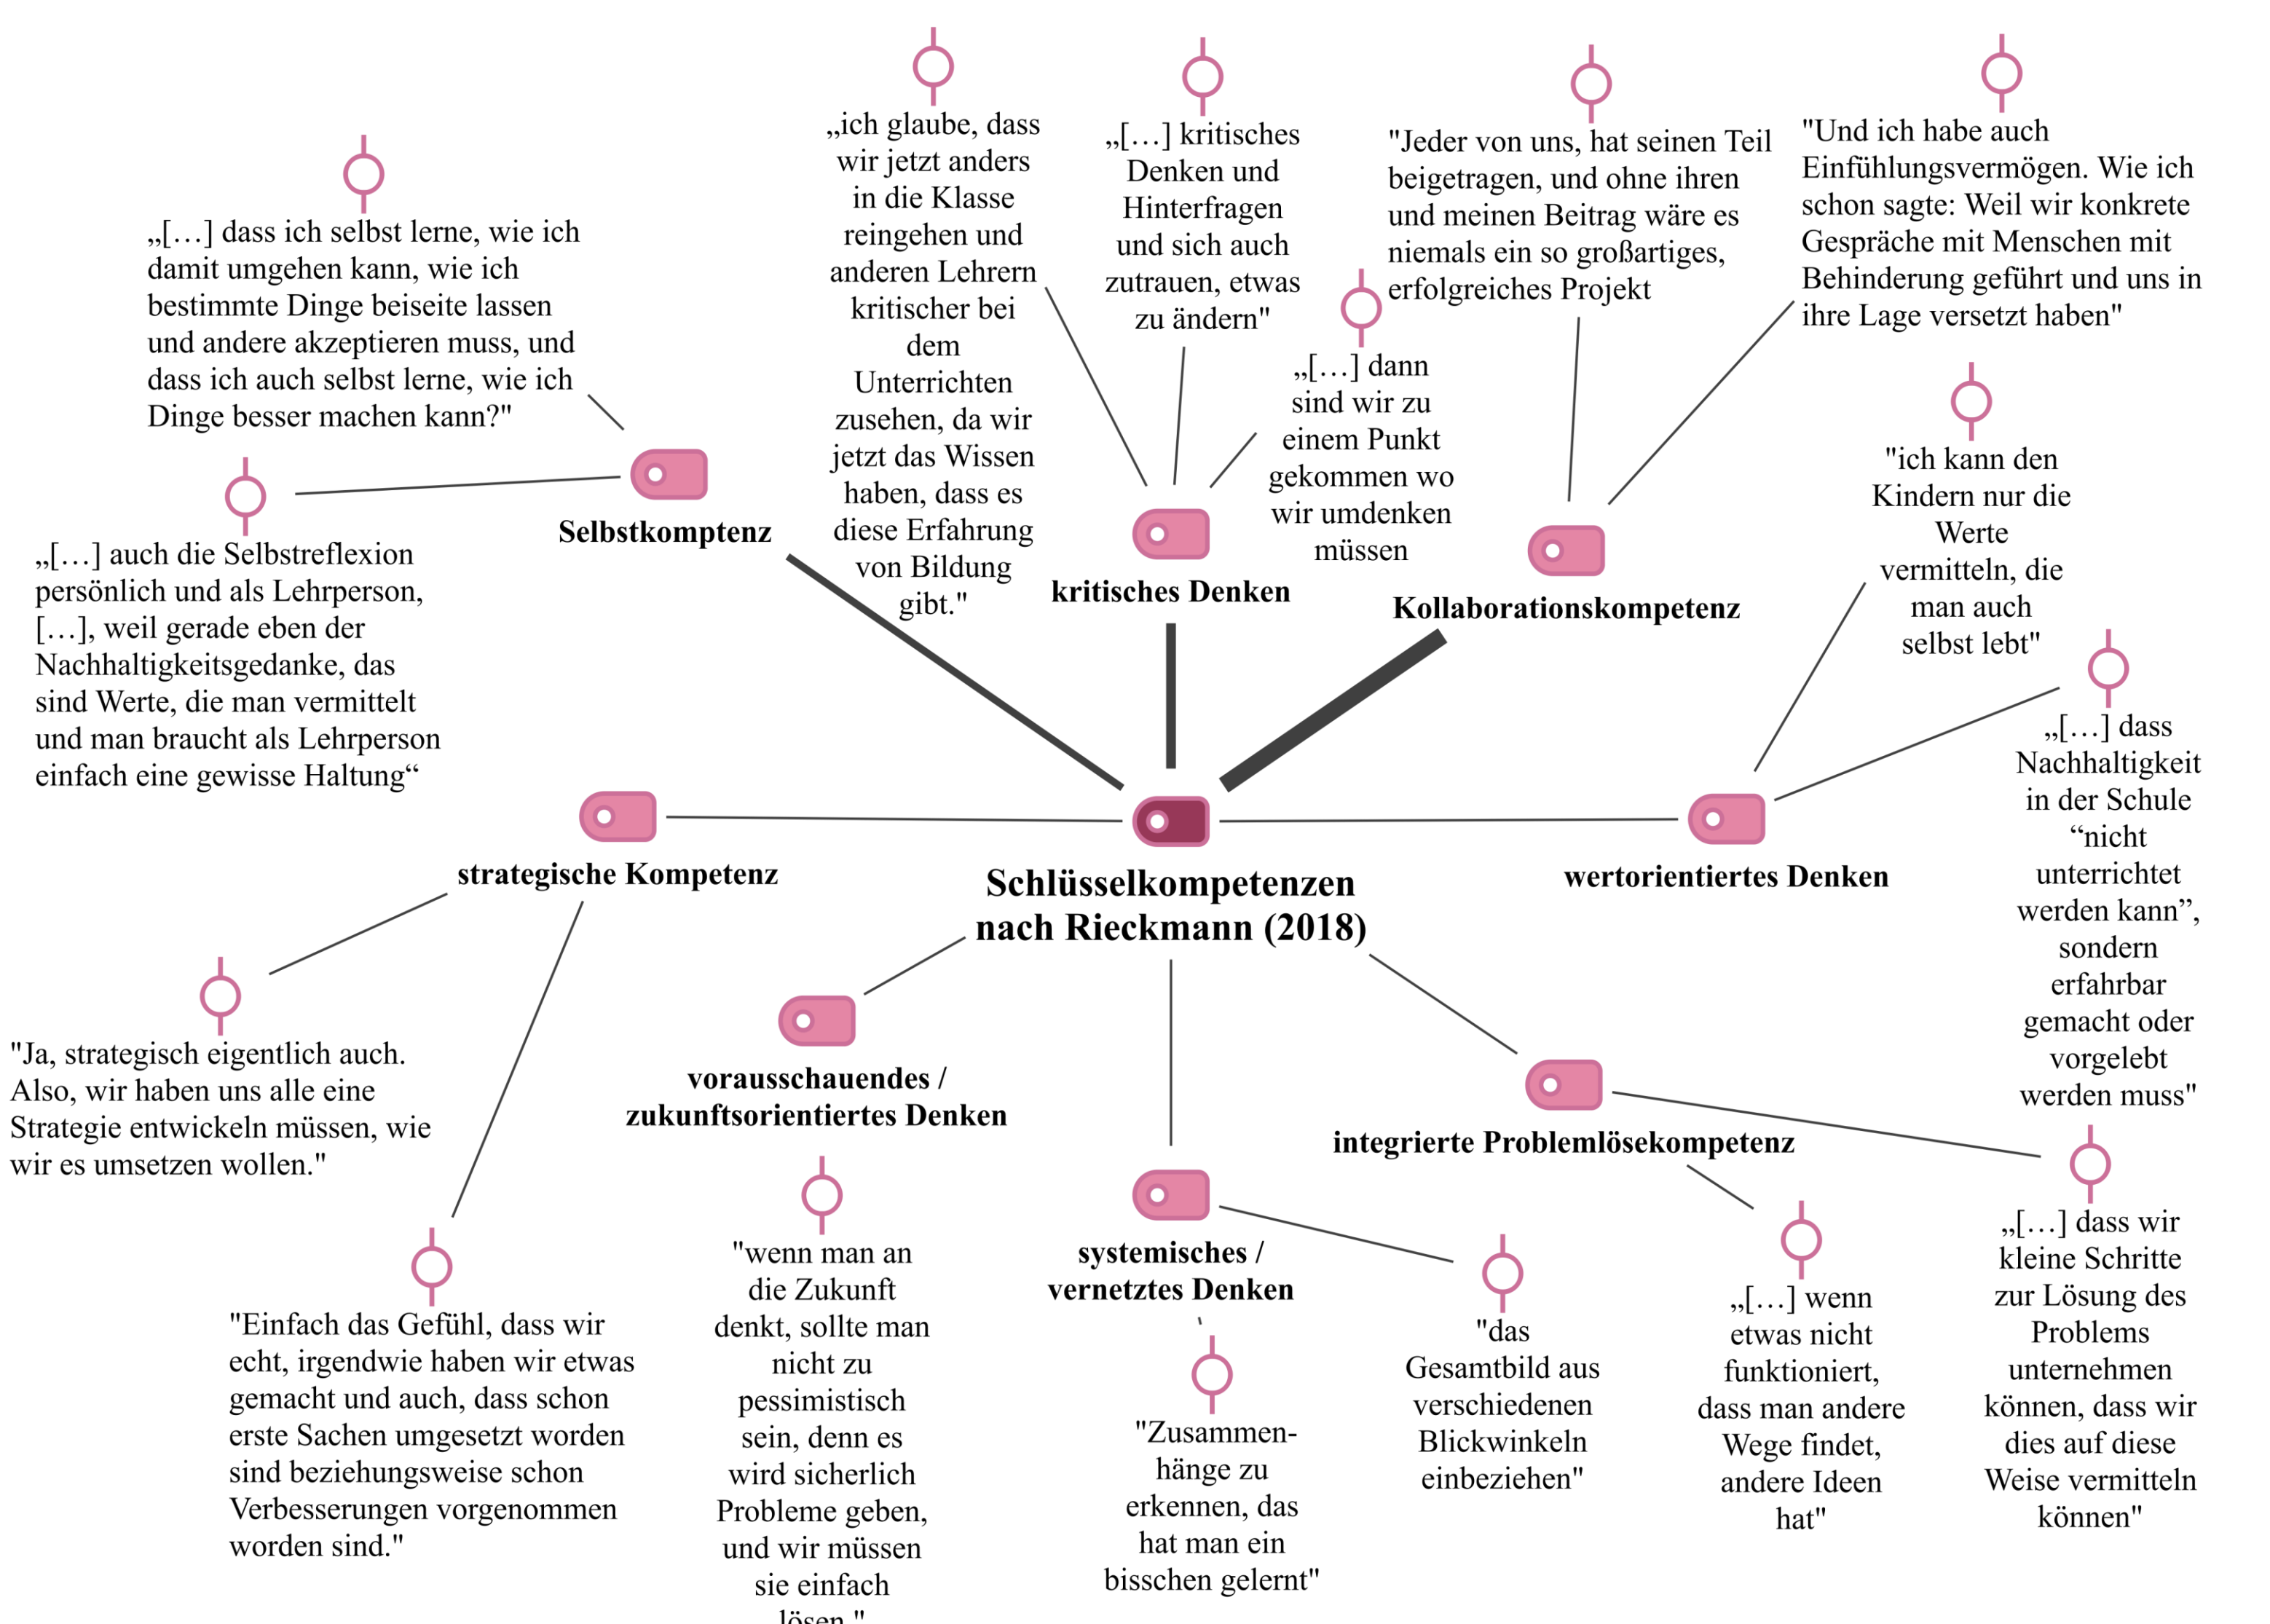 „ich glaube, dass
wir jetzt anders
in die Klasse
reingehen und
anderen Lehrern
kritischer bei
dem
Unterrichten
zusehen, da wir
jetzt das Wissen
haben, dass es
diese Erfahrung
von Bildung
gibt."
„[…] kritisches
Denken und
Hinterfragen
und sich auch
zutrauen, etwas
zu ändern"
"Jeder von uns, hat seinen Teil
beigetragen, und ohne ihren
und meinen Beitrag wäre es
niemals ein so großartiges,
erfolgreiches Projekt
"Und ich habe auch
Einfühlungsvermögen. Wie ich
schon sagte: Weil wir konkrete
Gespräche mit Menschen mit
Behinderung geführt und uns in
ihre Lage versetzt haben"
„[…] dass ich selbst lerne, wie ich
damit umgehen kann, wie ich
bestimmte Dinge beiseite lassen
und andere akzeptieren muss, und
dass ich auch selbst lerne, wie ich
Dinge besser machen kann?"
„[…] dann
sind wir zu
einem Punkt
gekommen wo
wir umdenken
müssen
"ich kann den
Kindern nur die
Werte
vermitteln, die
man auch
selbst lebt"
Selbstkomptenz
kritisches Denken
Kollaborationskompetenz
„[…] auch die Selbstreflexion
persönlich und als Lehrperson,
[…], weil gerade eben der
Nachhaltigkeitsgedanke, das
sind Werte, die man vermittelt
und man braucht als Lehrperson
einfach eine gewisse Haltung“
„[…] dass
Nachhaltigkeit
in der Schule
“nicht
unterrichtet
werden kann”,
sondern
erfahrbar
gemacht oder
vorgelebt
werden muss"
strategische Kompetenz
Schlüsselkompetenzen
nach Rieckmann (2018)
wertorientiertes Denken
"Ja, strategisch eigentlich auch.
Also, wir haben uns alle eine
Strategie entwickeln müssen, wie
wir es umsetzen wollen."
vorausschauendes /
zukunftsorientiertes Denken
integrierte Problemlösekompetenz
systemisches /
vernetztes Denken
"Einfach das Gefühl, dass wir
echt, irgendwie haben wir etwas
gemacht und auch, dass schon
erste Sachen umgesetzt worden
sind beziehungsweise schon
Verbesserungen vorgenommen
worden sind."
"wenn man an
die Zukunft
denkt, sollte man
nicht zu
pessimistisch
sein, denn es
wird sicherlich
Probleme geben,
und wir müssen
sie einfach
lösen."
"Zusammen-
hänge zu
erkennen, das
hat man ein
bisschen gelernt"
"das
Gesamtbild aus
verschiedenen
Blickwinkeln
einbeziehen"
„[…] wenn
etwas nicht
funktioniert,
dass man andere
Wege findet,
andere Ideen
hat"
„[…] dass wir
kleine Schritte
zur Lösung des
Problems
unternehmen
können, dass wir
dies auf diese
Weise vermitteln
können"